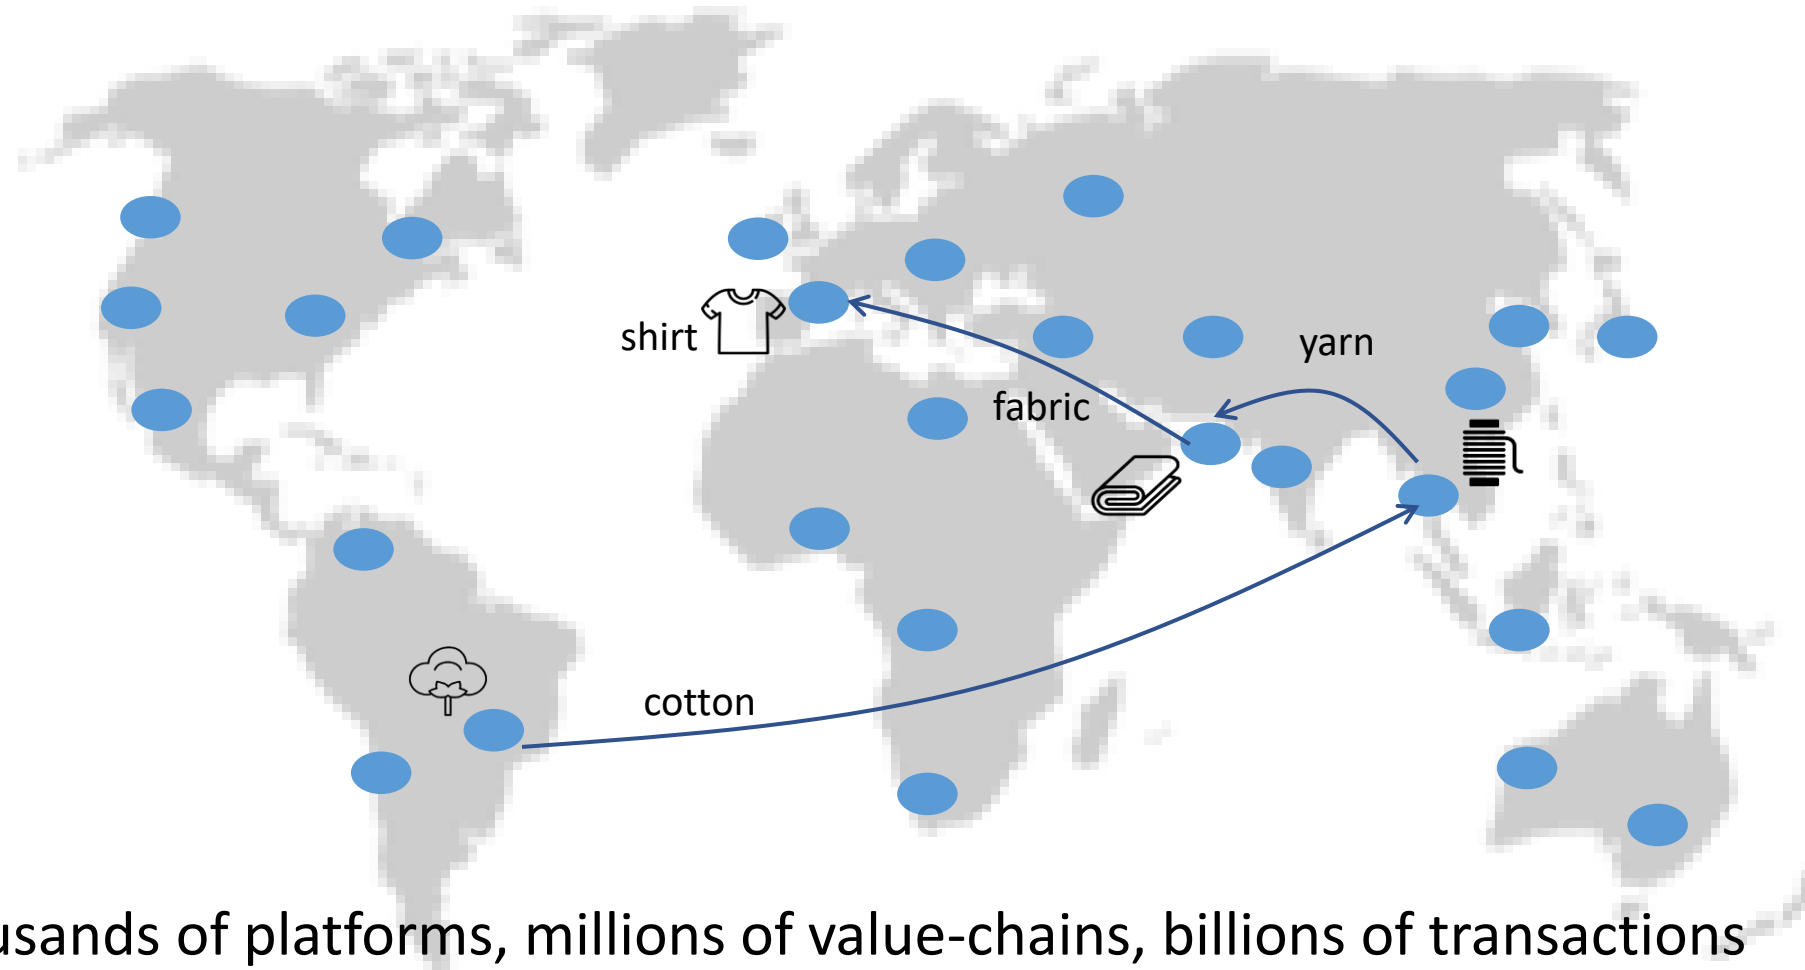 shirt
yarn
fabric
cotton
usands of platforms, millions of value-chains, billions of transactions